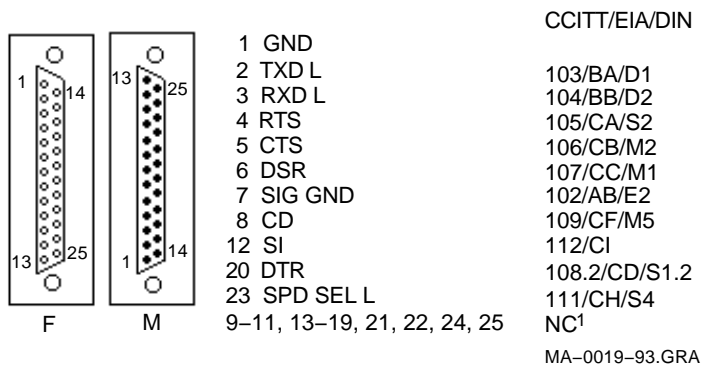 CCITT/EIA/DIN
1 GND
2 TXD L 103/BA/D1
3 RXD L 104/BB/D2
4 RTS 105/CA/S2
5 CTS 106/CB/M2
6 DSR 107/CC/M1
7 SIG GND 102/AB/E2
8 CD 109/CF/M5
12 SI 112/CI
20 DTR 108.2/CD/S1.2
23 SPD SEL L 111/CH/S4
9–11, 13–19, 21, 22, 24, 25 NC¹
1 14
13 25
F
13 25
1 14
M
MA–0019–93.GRA